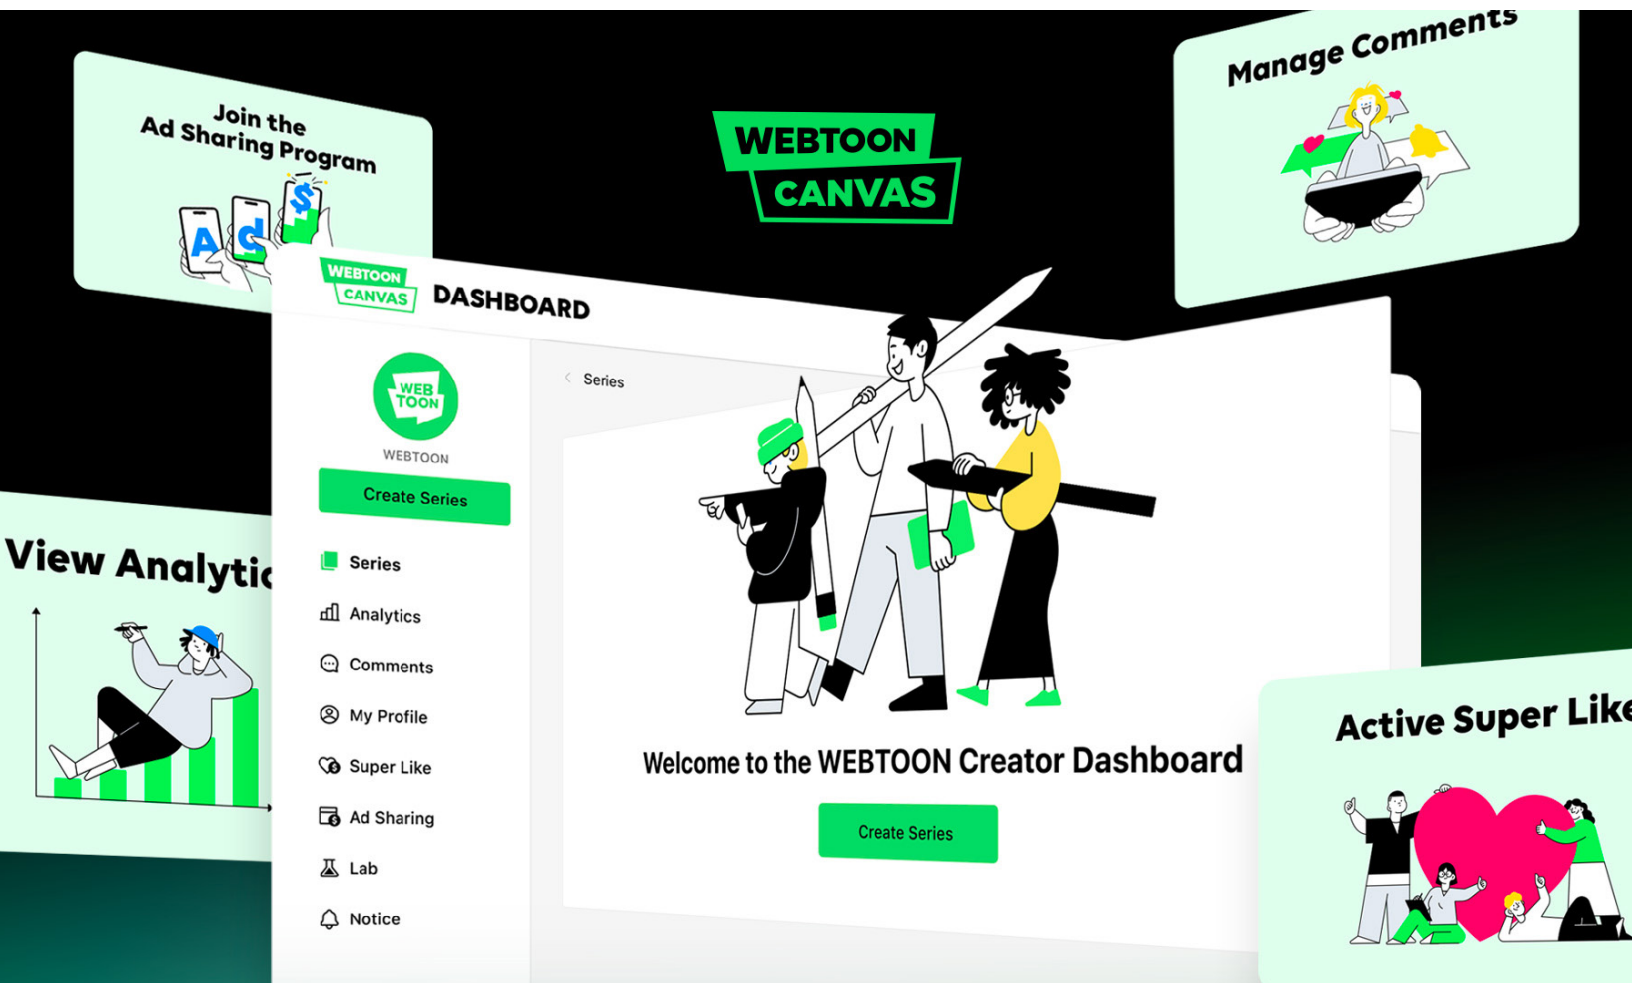 Join the
Ad Sharing Program
Ad$
WEBTOON
CANVAS
Manage Comments
WEBTOON
CANVAS
DASHBOARD
WEB
TOON
WEBTOON
Create Series
Series
Analytics
Comments
My Profile
Super Like
Ad Sharing
Lab
Notice
Series
Welcome to the WEBTOON Creator Dashboard
Create Series
View Analytic
Active Super Like